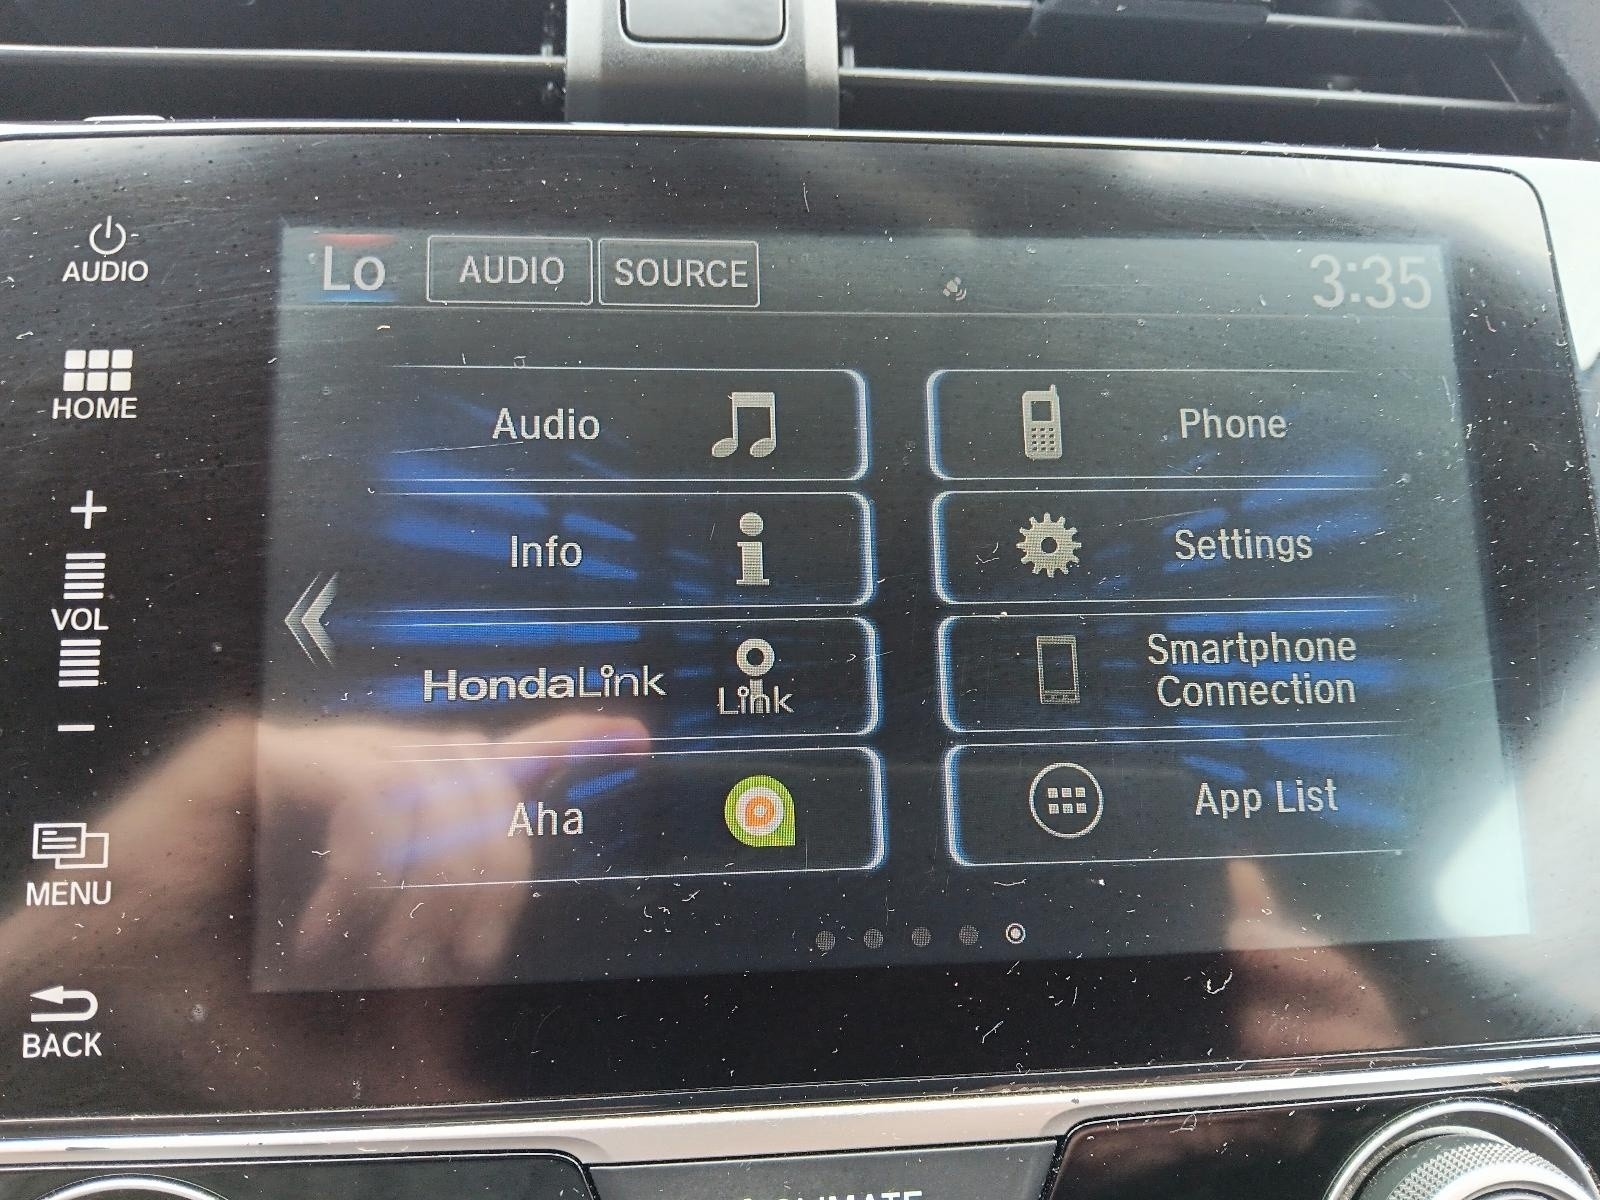 AUDIO
HOME
VOL
MENU
BACK
Lo AUDIO SOURCE 3:35
Audio
Phone
Info
Settings
HondaLink
Link
Smartphone
Connection
Aha
App List
CLIMATE